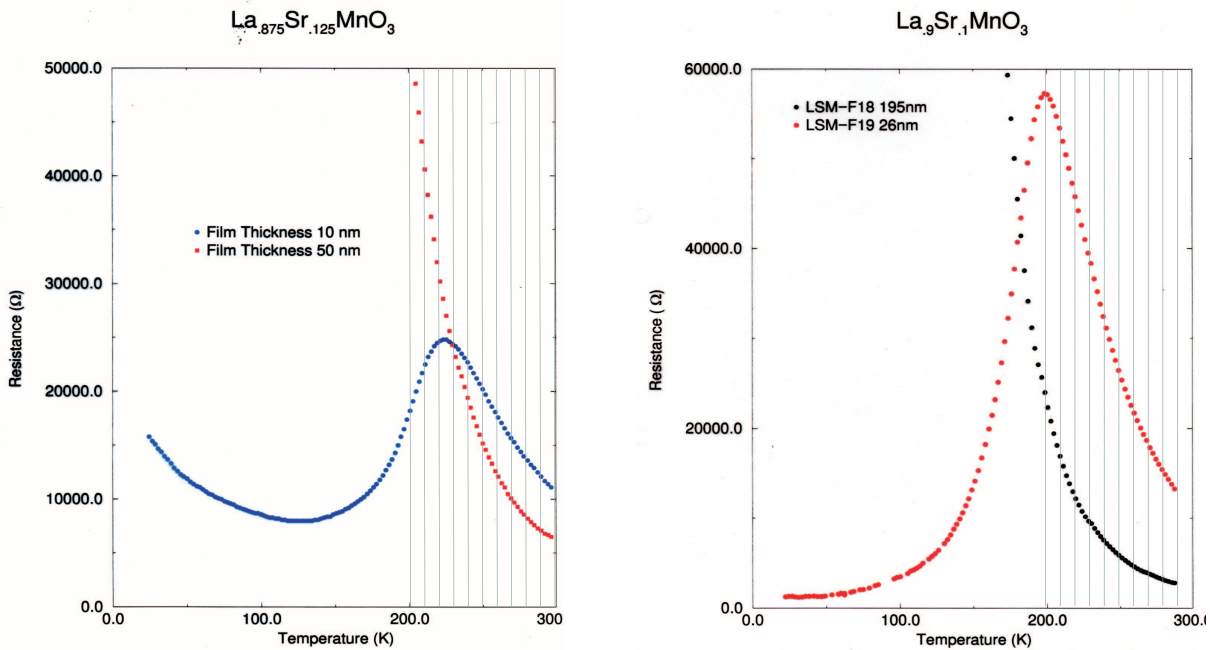 La.875Sr.125MnO3
50000.0
40000.0
30000.0
20000.0
10000.0
0.0
Resistance (Ω)
Film Thickness 10 nm
Film Thickness 50 nm
0.0
100.0
200.0
300.0
Temperature (K)
La.9Sr.1MnO3
60000.0
40000.0
20000.0
0.0
Resistance ( Ω)
LSM-F18 195nm
LSM-F19 26nm
0.0
100.0
200.0
300.0
Temperature (K)